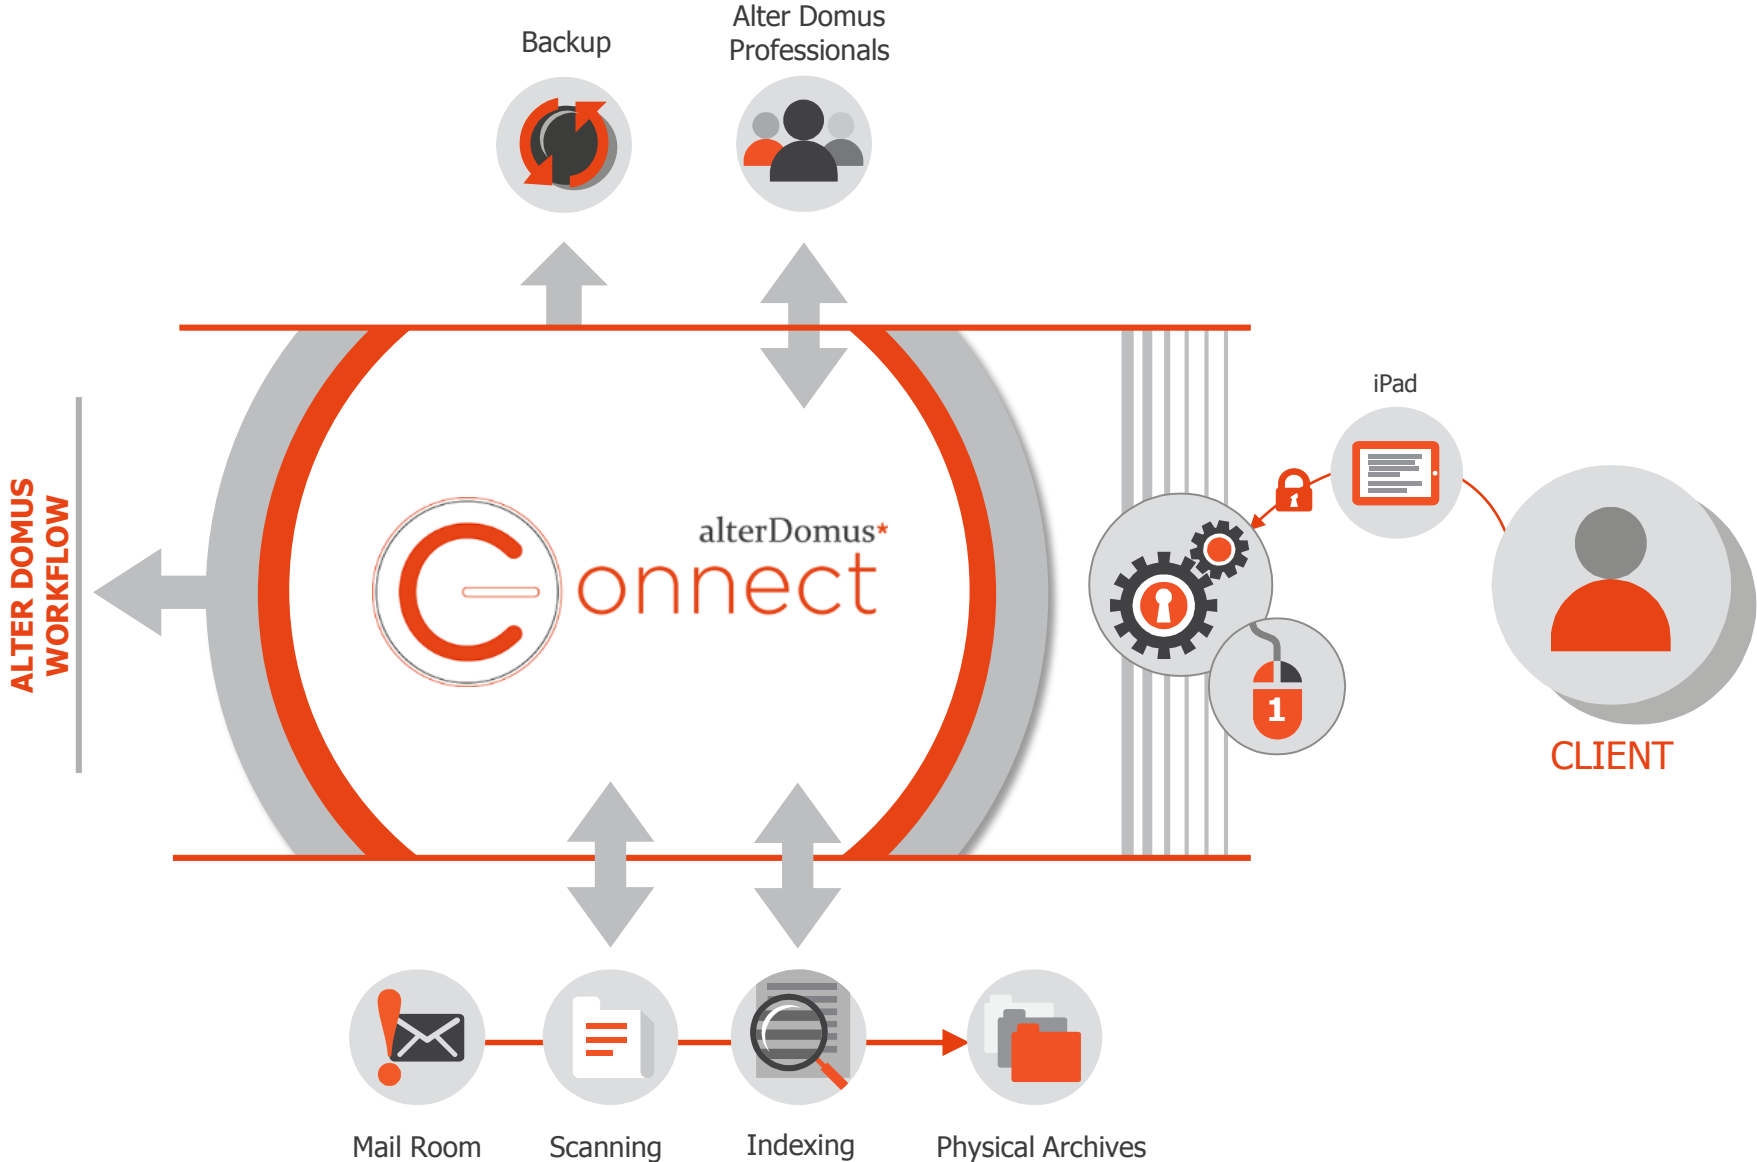 Backup
Alter Domus
Professionals
iPad
ALTER DOMUS
WORKFLOW
alterDomus*
Connect
1
CLIENT
Mail Room
Scanning
Indexing
Physical Archives